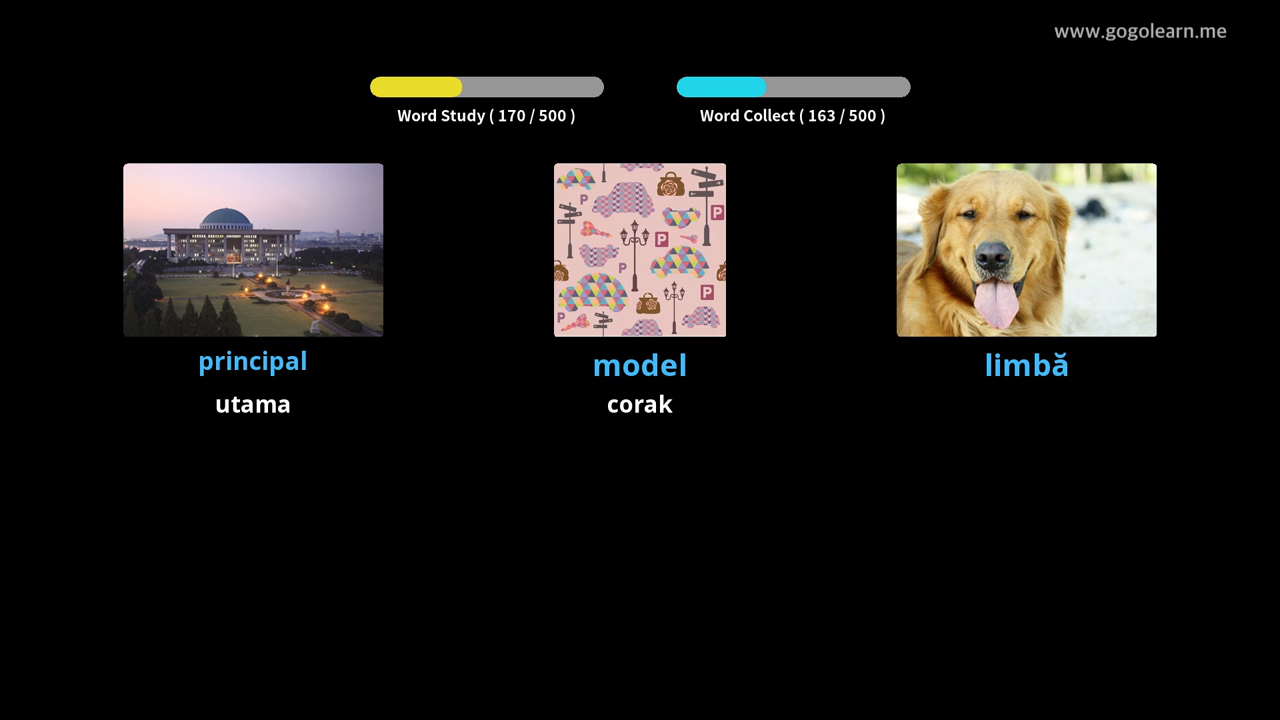 www.gogolearn.me
Word Study ( 170 / 500 )
Word Collect ( 163 / 500 )
principal
model
limbă
utama
corak